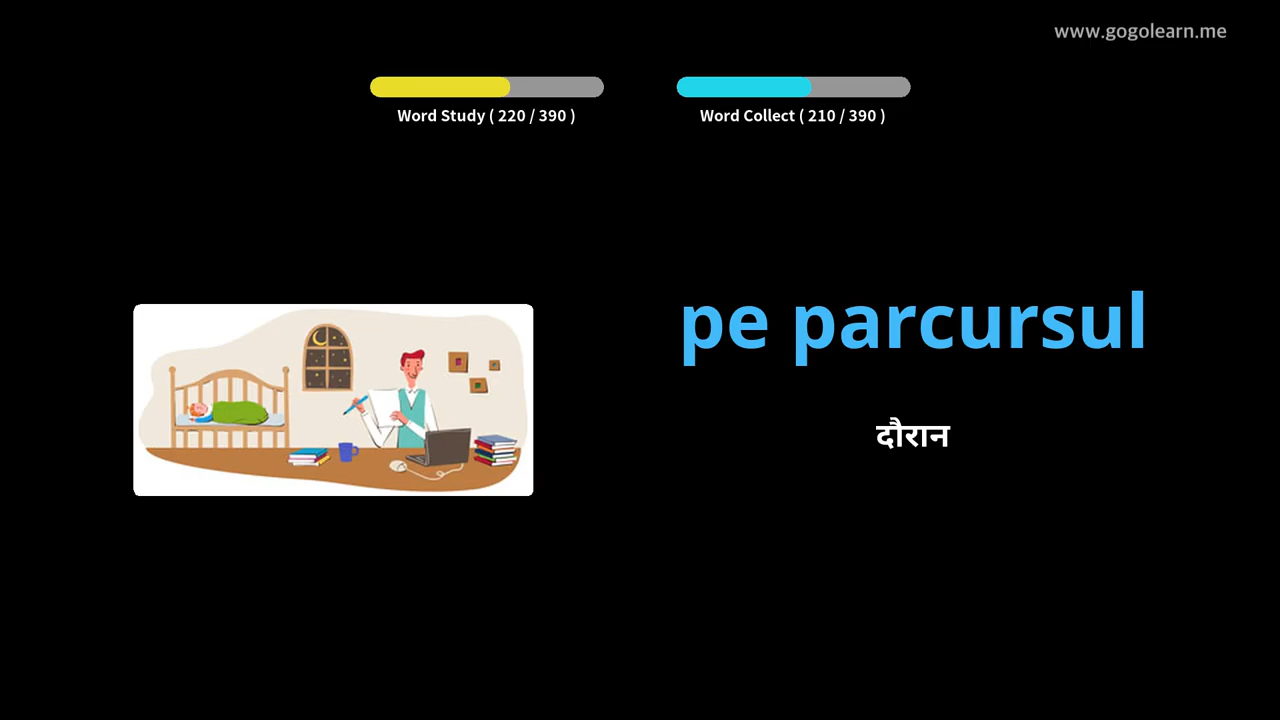 www.gogolearn.me
Word Study ( 220 / 390 )
Word Collect ( 210 / 390 )
pe parcursul
दौरान